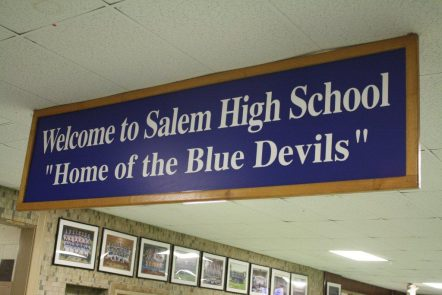 Welcome to Salem High School
"Home of the Blue Devils"